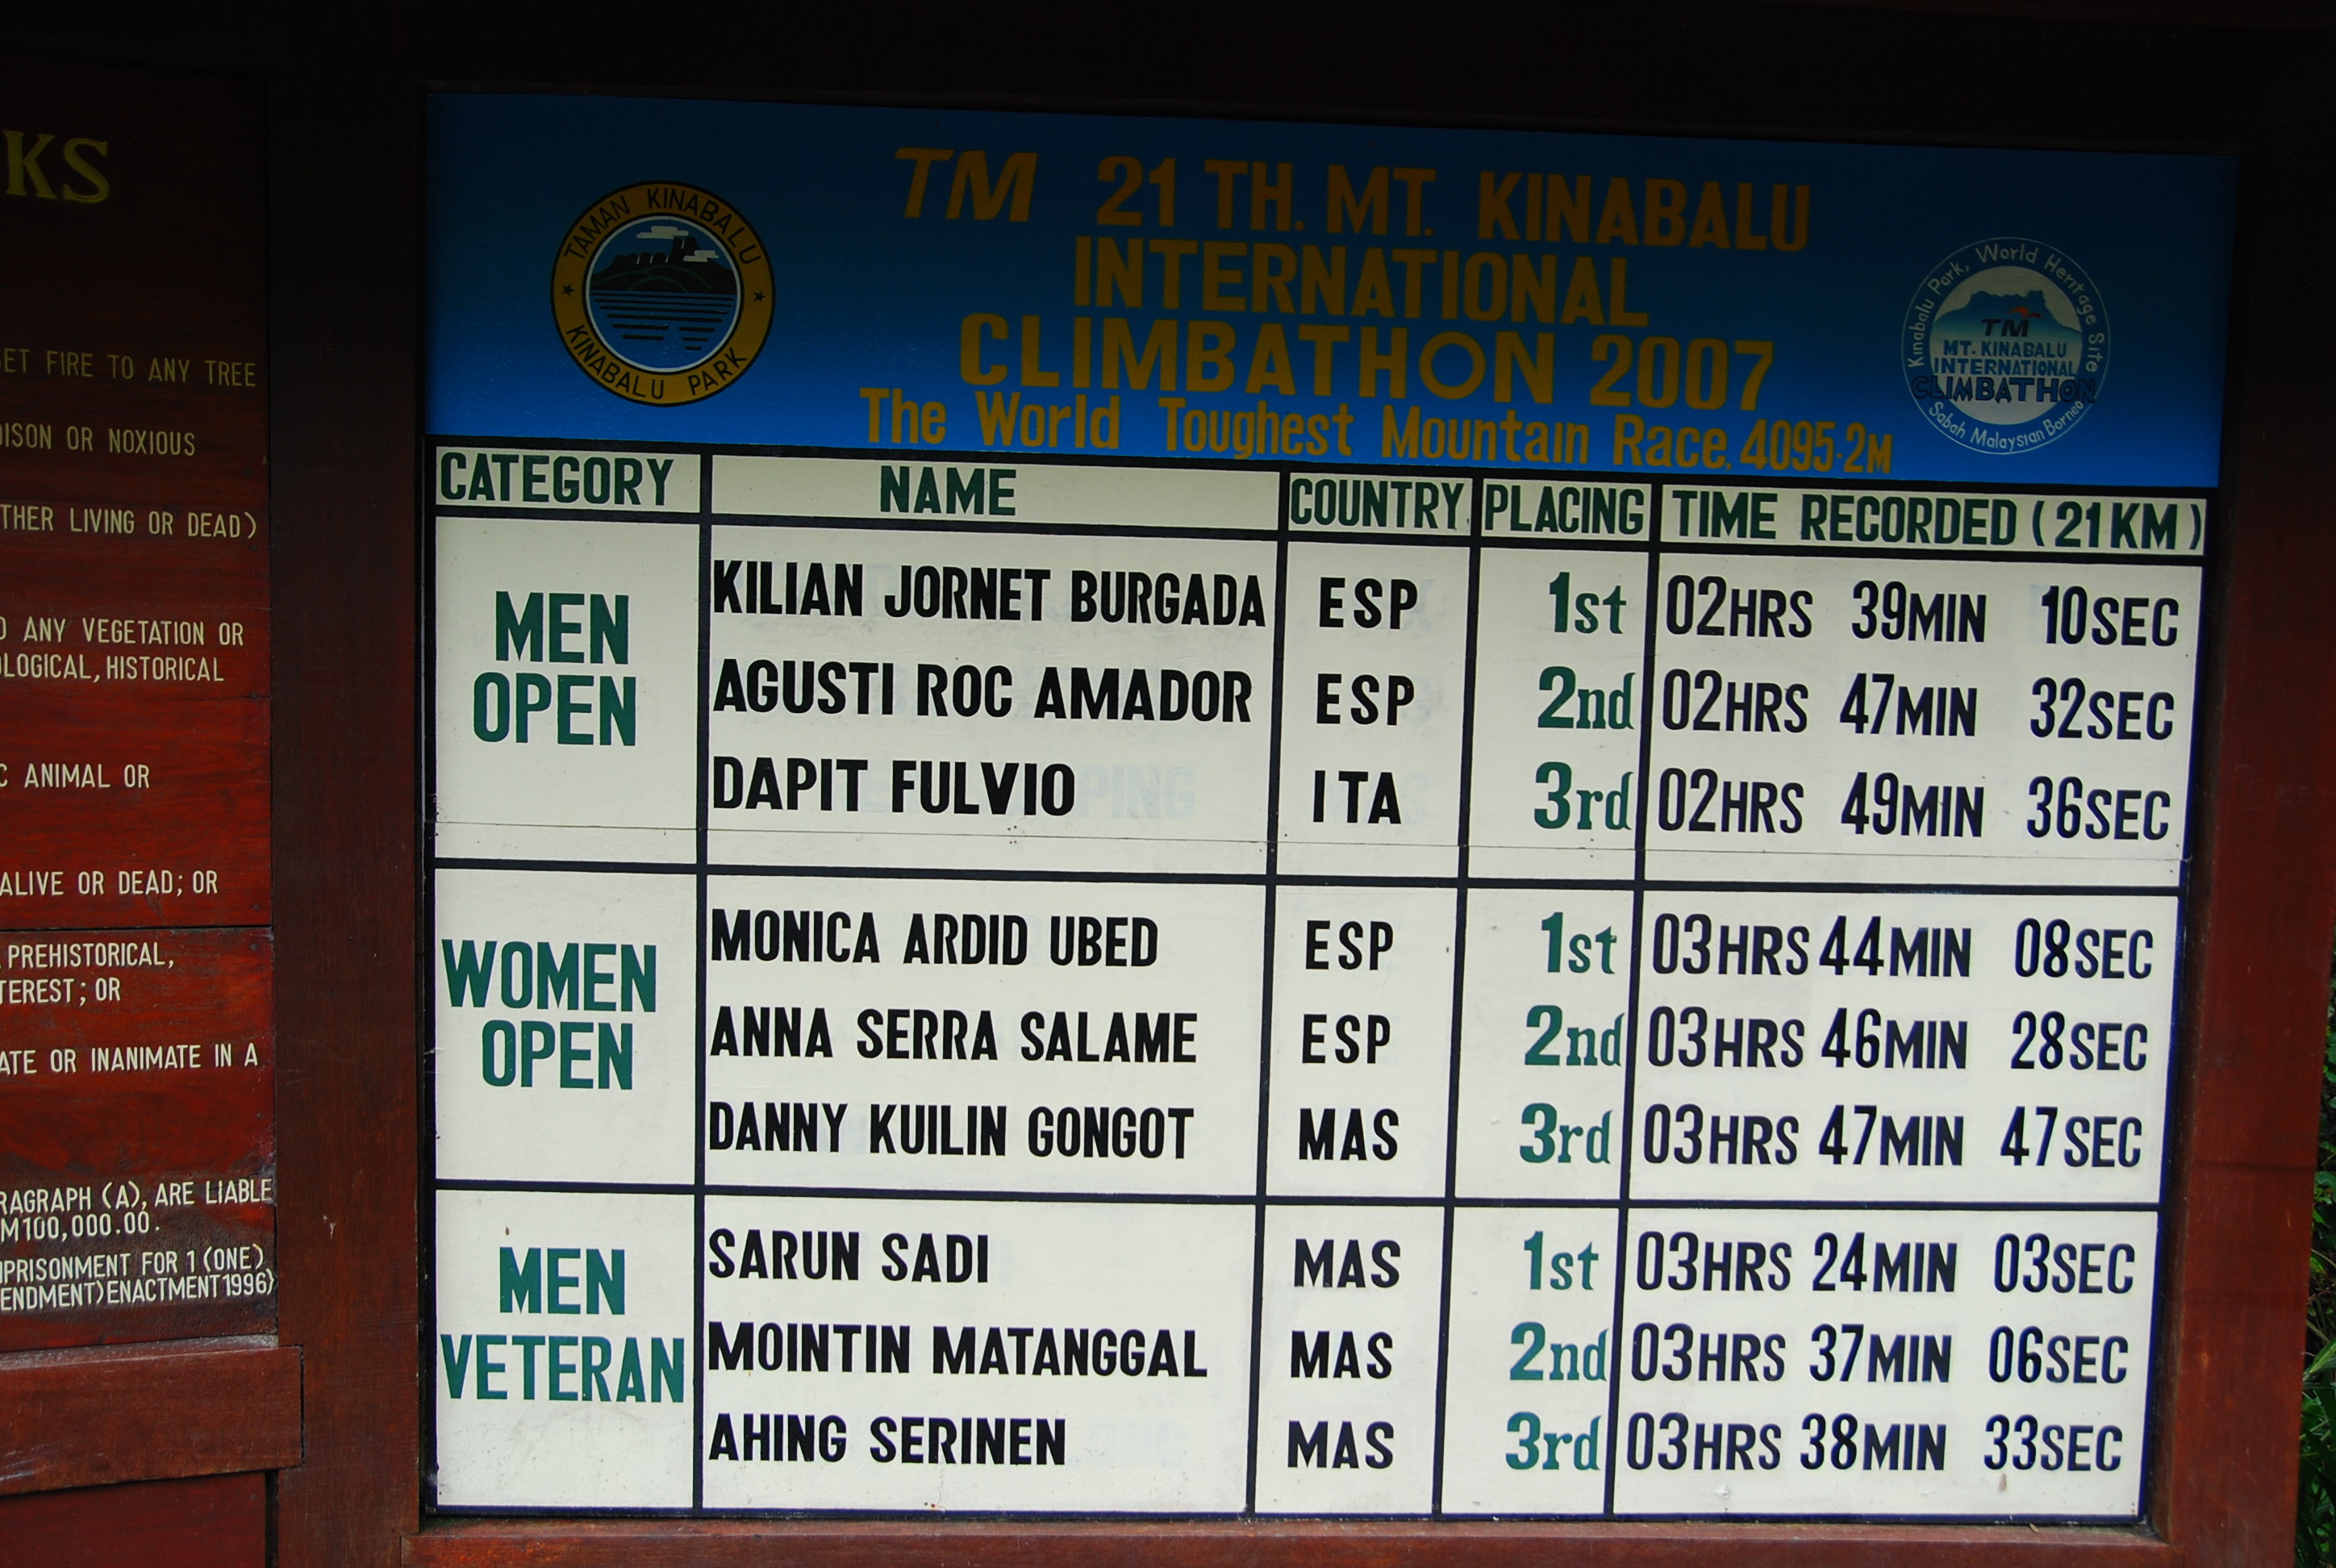 KS
SET FIRE TO ANY TREE
OISON OR NOXIOUS
THER LIVING OR DEAD)
ANY VEGETATION OR
OLOGICAL, HISTORICAL
C ANIMAL OR
ALIVE OR DEAD; OR
PREHISTORICAL,
TEREST; OR
ATE OR INANIMATE IN A
RAGRAPH (A), ARE LIABLE
M100,000.00.
PRISONMENT FOR 1 (ONE)
ENDMENT) ENACTMENT 1996)
TAMAN KINABALU
KINABALU PARK
TM 21 TH. MT. KINABALU
INTERNATIONAL
CLIMBATHON 2007
The World Toughest Mountain Race, 4095.2M
Kinabalu Park, World Heritage Site
TM
MT. KINABALU
INTERNATIONAL
CLIMBATHON
Sabah Malaysian Borneo
CATEGORY NAME COUNTRY PLACING TIME RECORDED (21KM)
MEN
OPEN
KILIAN JORNET BURGADA ESP 1st 02HRS 39MIN 10SEC
AGUSTI ROC AMADOR ESP 2nd 02HRS 47MIN 32SEC
DAPIT FULVIO ITA 3rd 02HRS 49MIN 36SEC
WOMEN
OPEN
MONICA ARDID UBED ESP 1st 03HRS 44MIN 08SEC
ANNA SERRA SALAME ESP 2nd 03HRS 46MIN 28SEC
DANNY KUILIN GONGOT MAS 3rd 03HRS 47MIN 47SEC
MEN
VETERAN
SARUN SADI MAS 1st 03HRS 24MIN 03SEC
MOINTIN MATANGGAL MAS 2nd 03HRS 37MIN 06SEC
AHING SERINEN MAS 3rd 03HRS 38MIN 33SEC